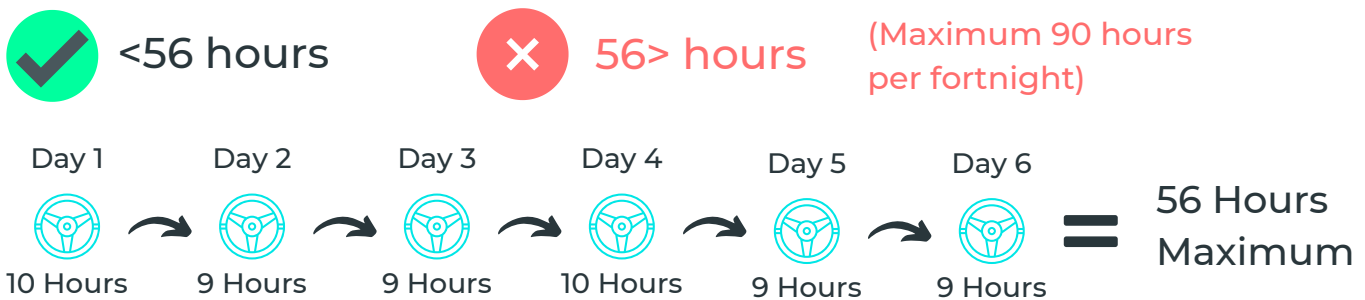 <56 hours
56> hours
(Maximum 90 hours
per fortnight)
Day 1
Day 2
Day 3
Day 4
Day 5
Day 6
10 Hours
9 Hours
9 Hours
10 Hours
9 Hours
9 Hours
=
56 Hours
Maximum